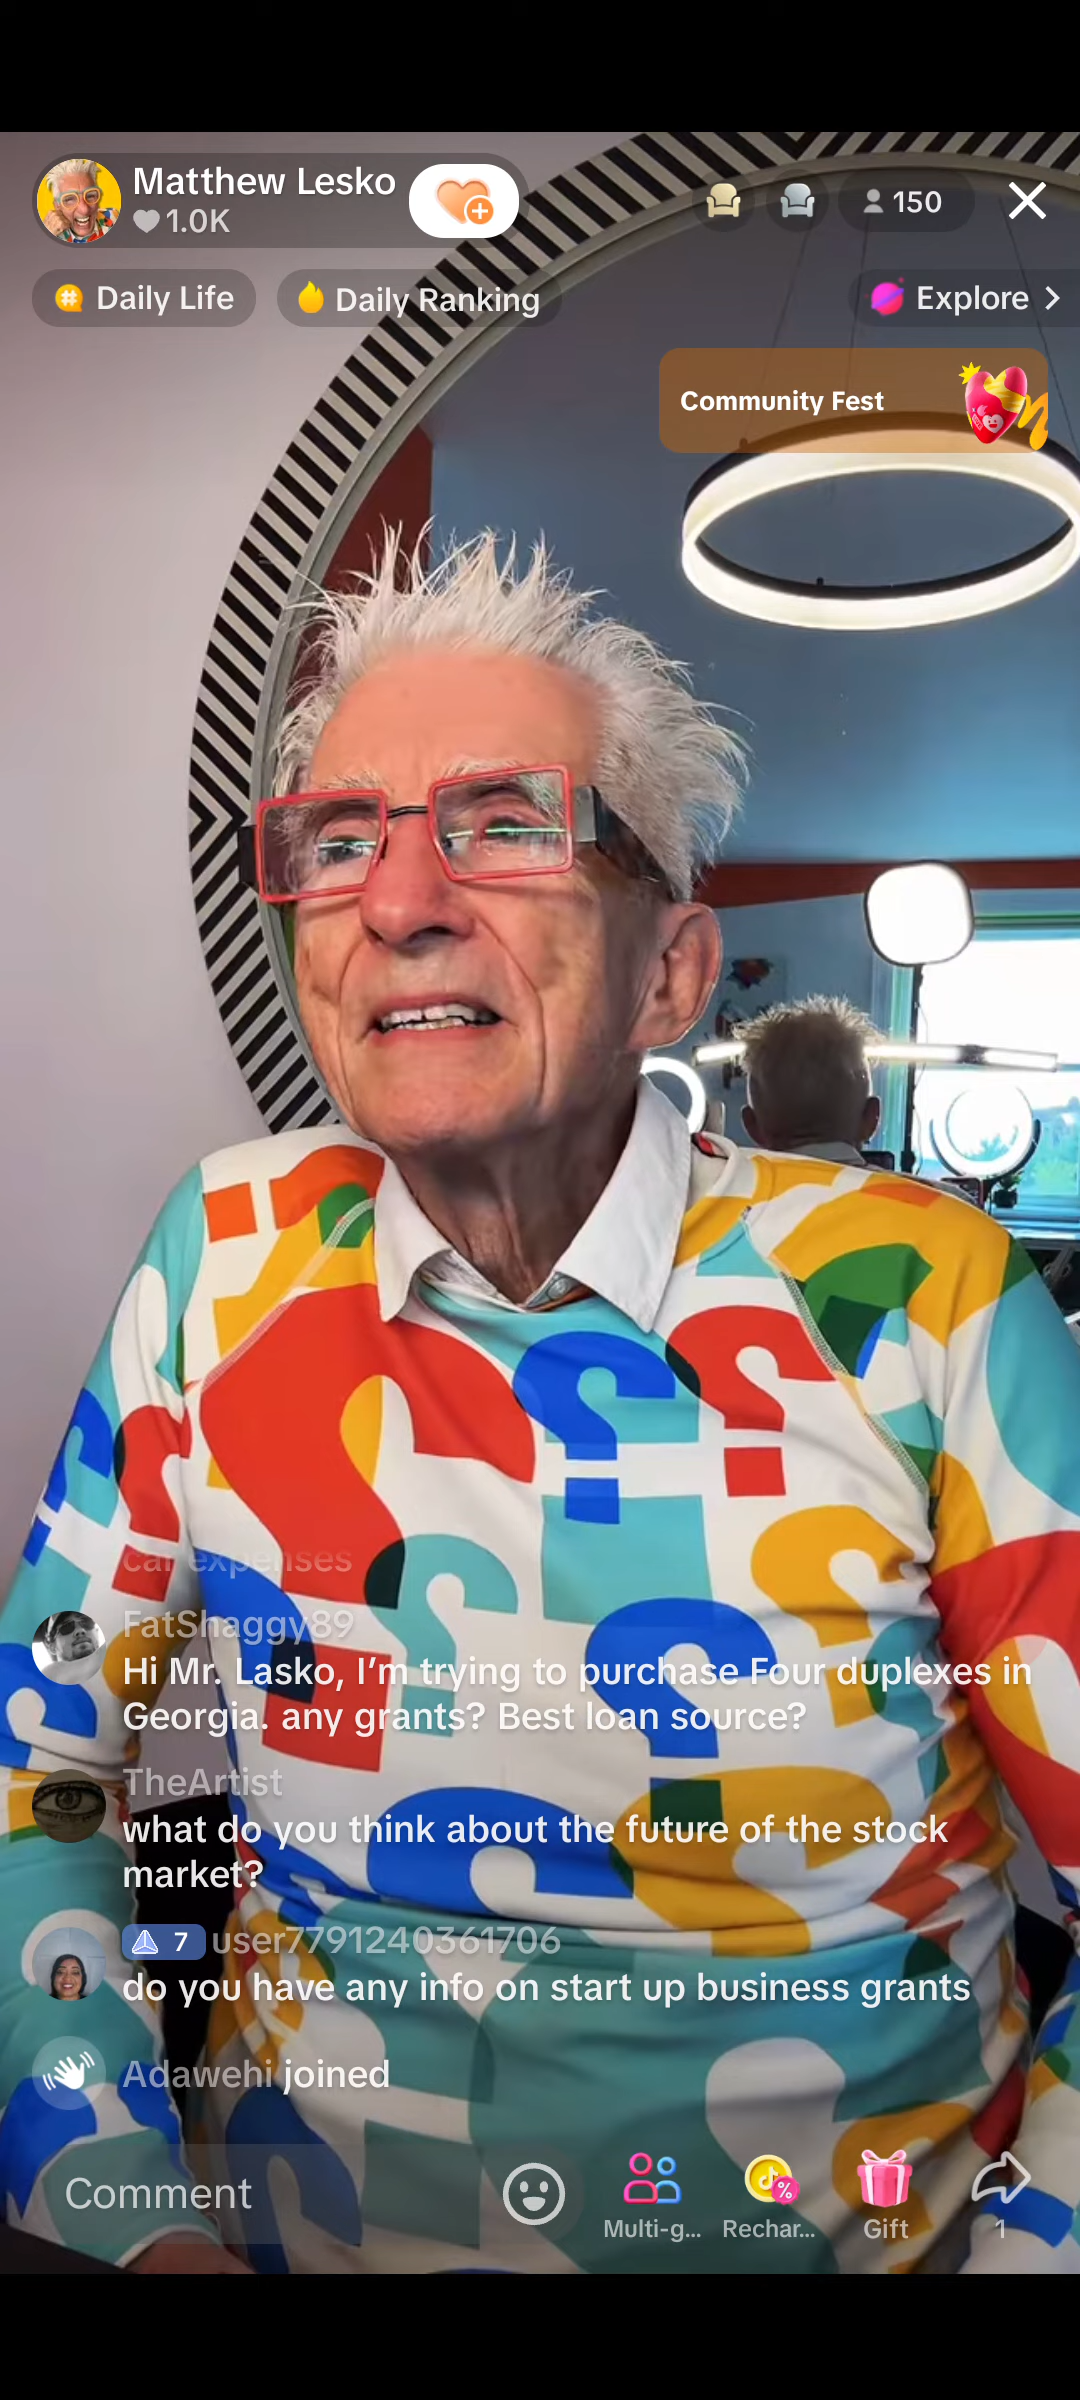 Matthew Lesko
1.0K
150
Daily Life
Daily Ranking
Explore
Community Fest
car expenses
FatShaggy89
Hi Mr. Lasko, I'm trying to purchase Four duplexes in
Georgia. any grants? Best loan source?
TheArtist
what do you think about the future of the stock
market?
7 user7791240361706
do you have any info on start up business grants
Adawehi joined
Comment
Multi-g...
Rechar...
Gift
1